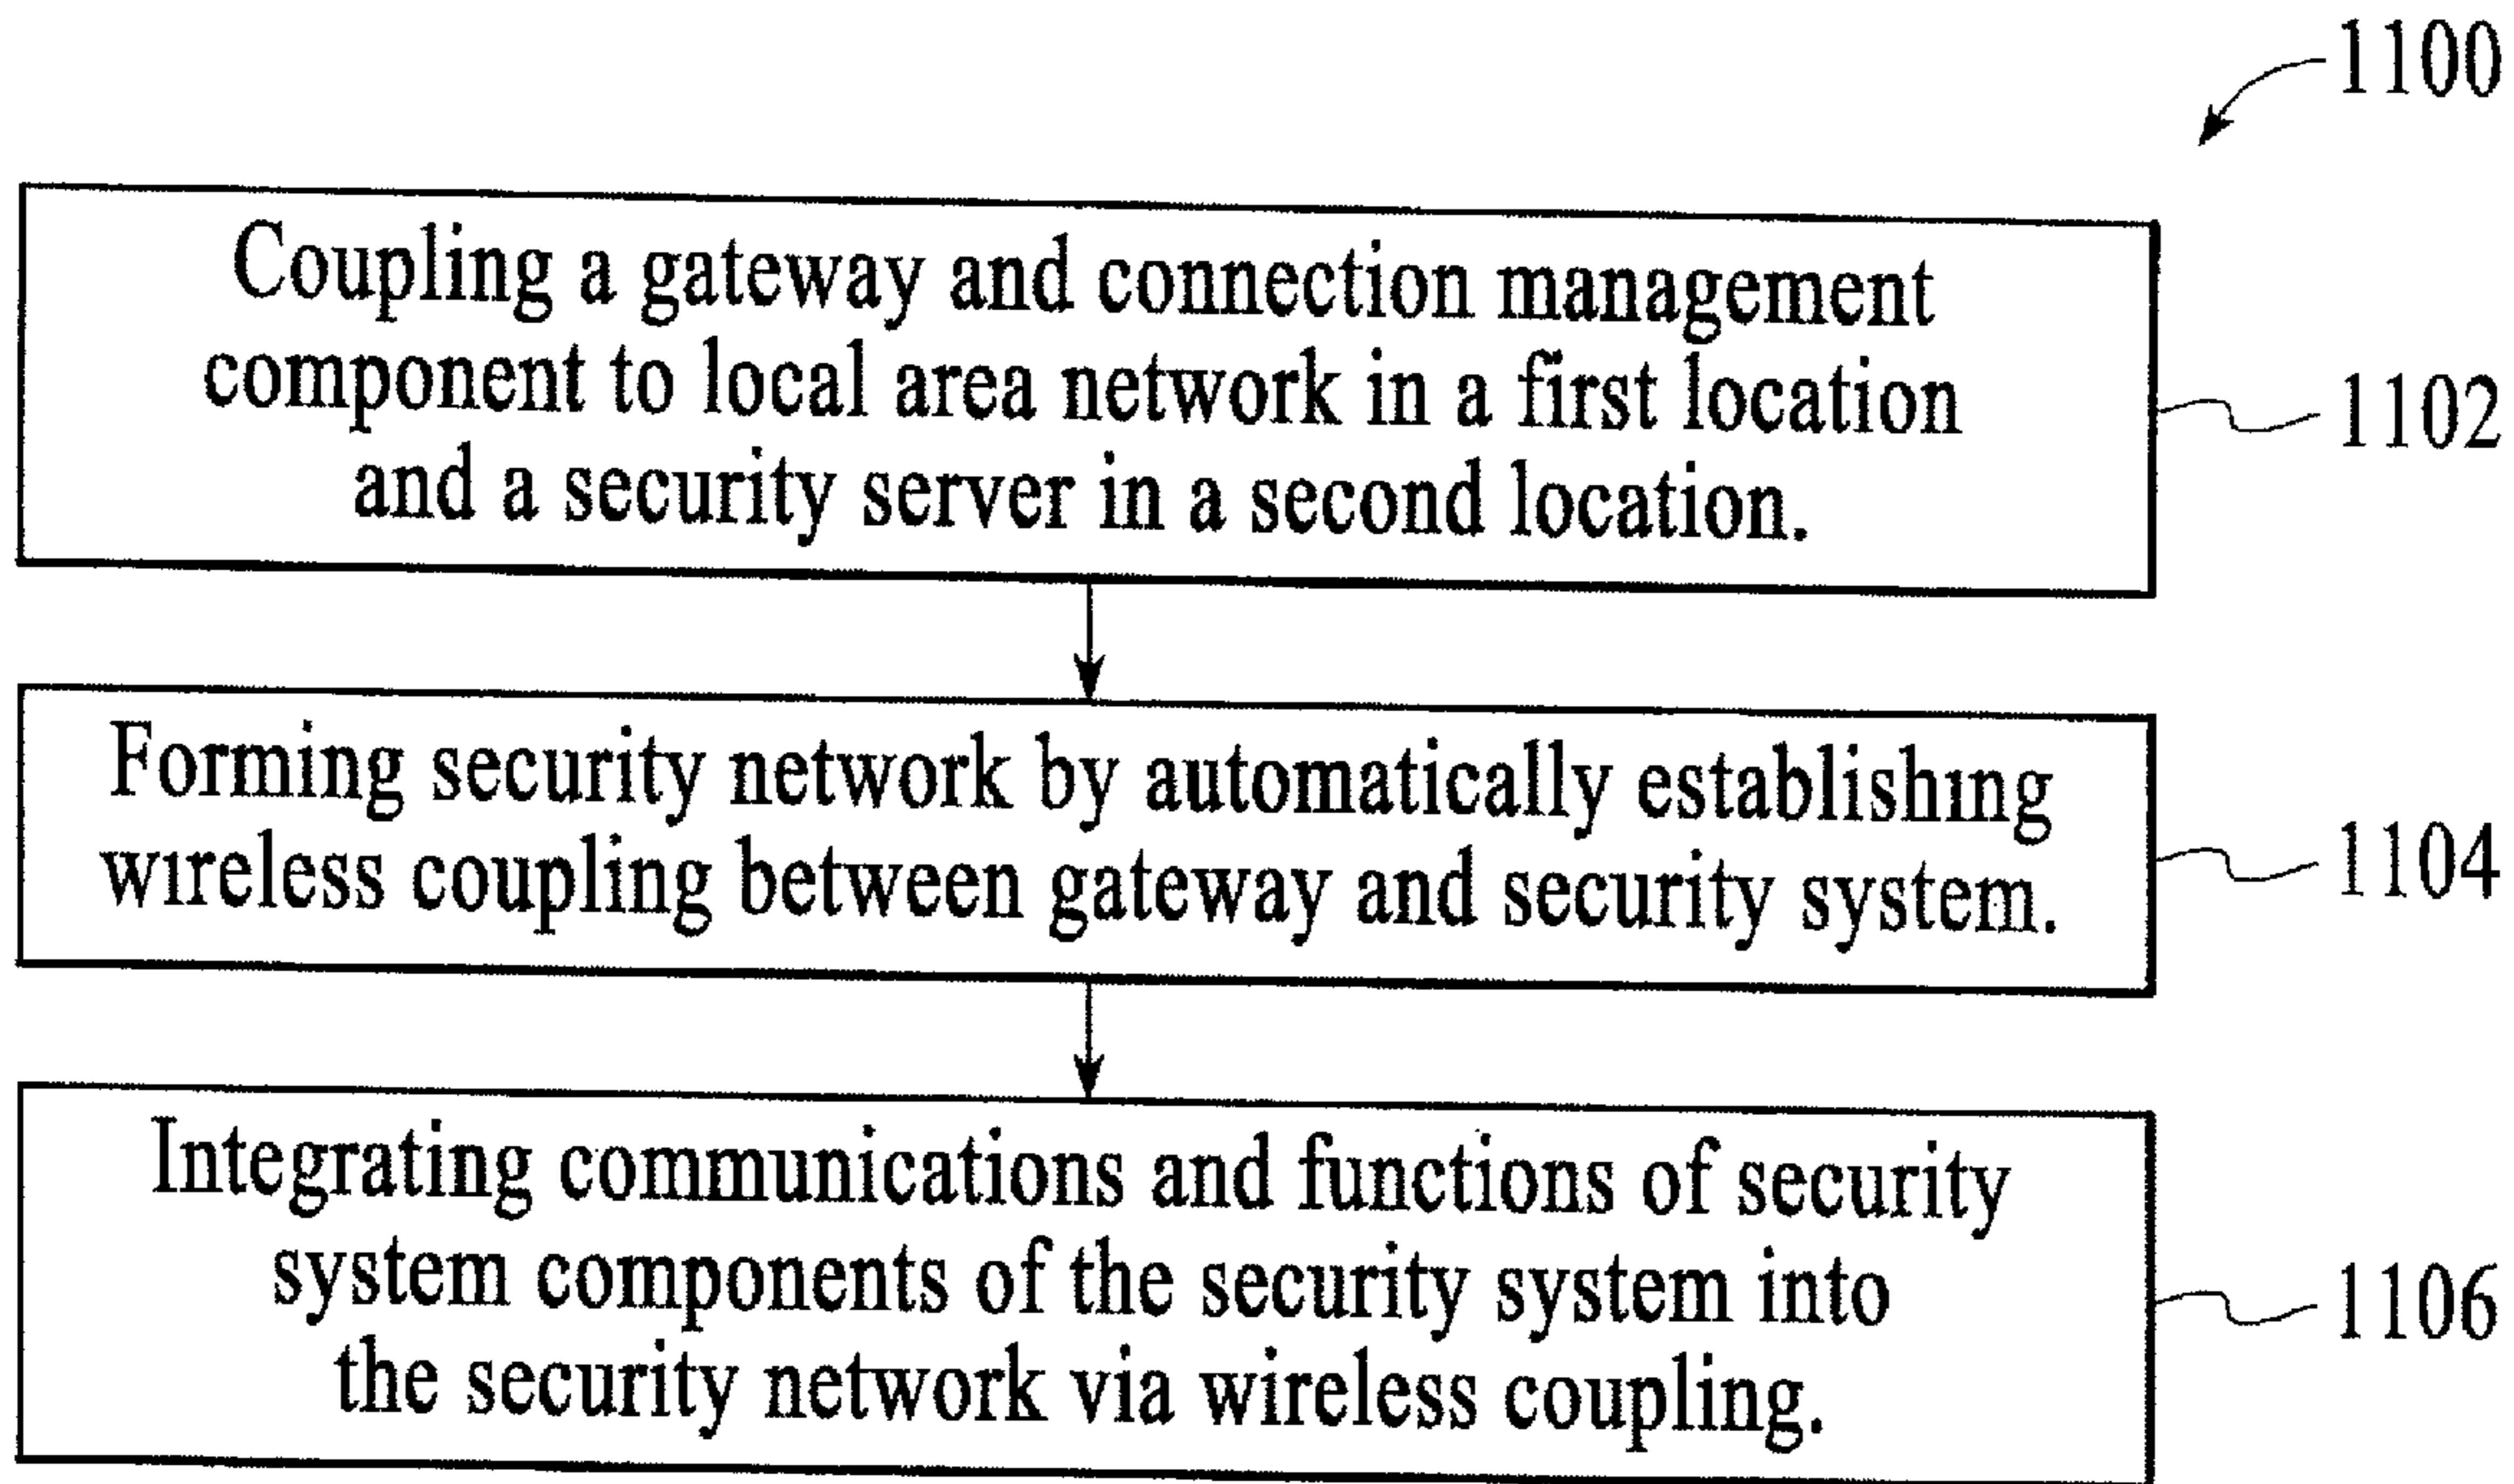 1100
Coupling a gateway and connection management
component to local area network in a first location
and a security server in a second location.
1102
Forming security network by automatically establishing
wireless coupling between gateway and security system.
1104
Integrating communications and functions of security
system components of the security system into
the security network via wireless coupling.
1106